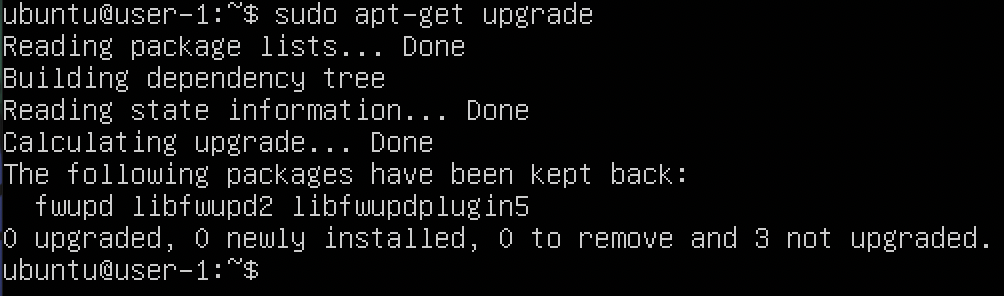 ubuntu@user-1:~$ sudo apt-get upgrade
Reading package lists... Done
Building dependency tree
Reading state information... Done
Calculating upgrade... Done
The following packages have been kept back:
  fwupd libfwupd2 libfwupdplugin5
0 upgraded, 0 newly installed, 0 to remove and 3 not upgraded.
ubuntu@user-1:~$